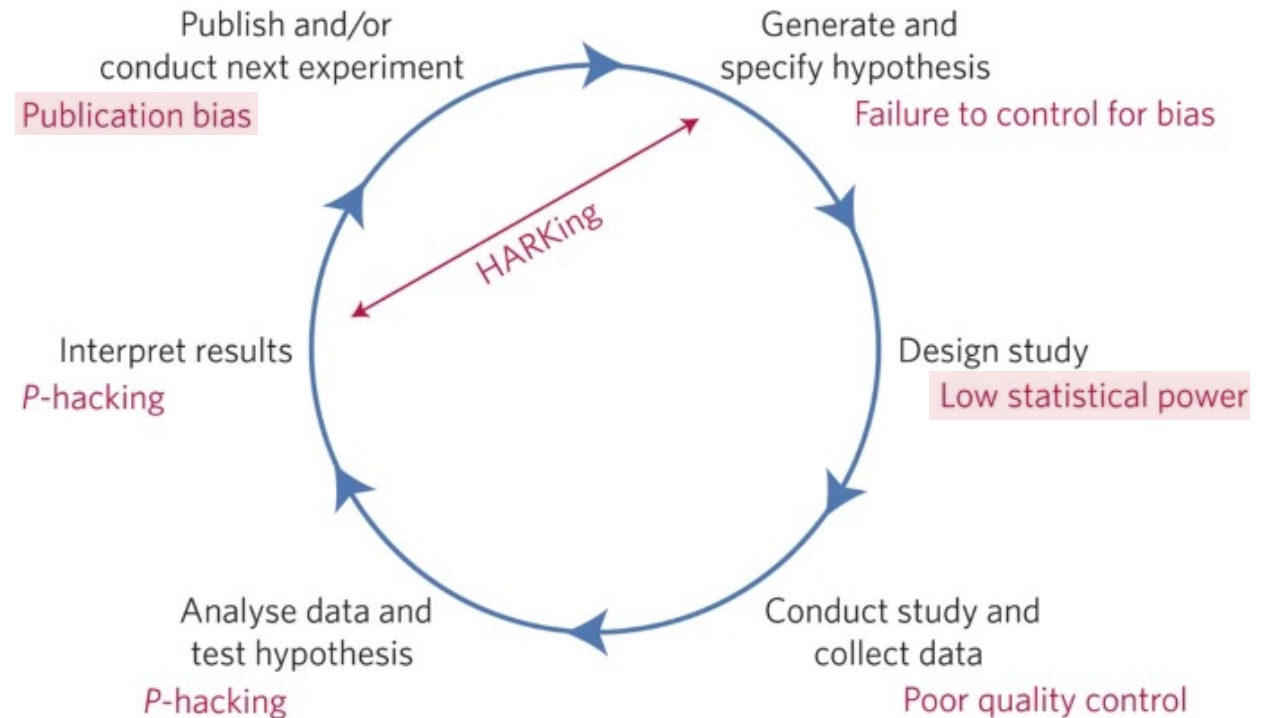 Publish and/or
conduct next experiment
Publication bias
Generate and
specify hypothesis
Failure to control for bias
HARKing
Interpret results
P-hacking
Design study
Low statistical power
Analyse data and
test hypothesis
P-hacking
Conduct study and
collect data
Poor quality control